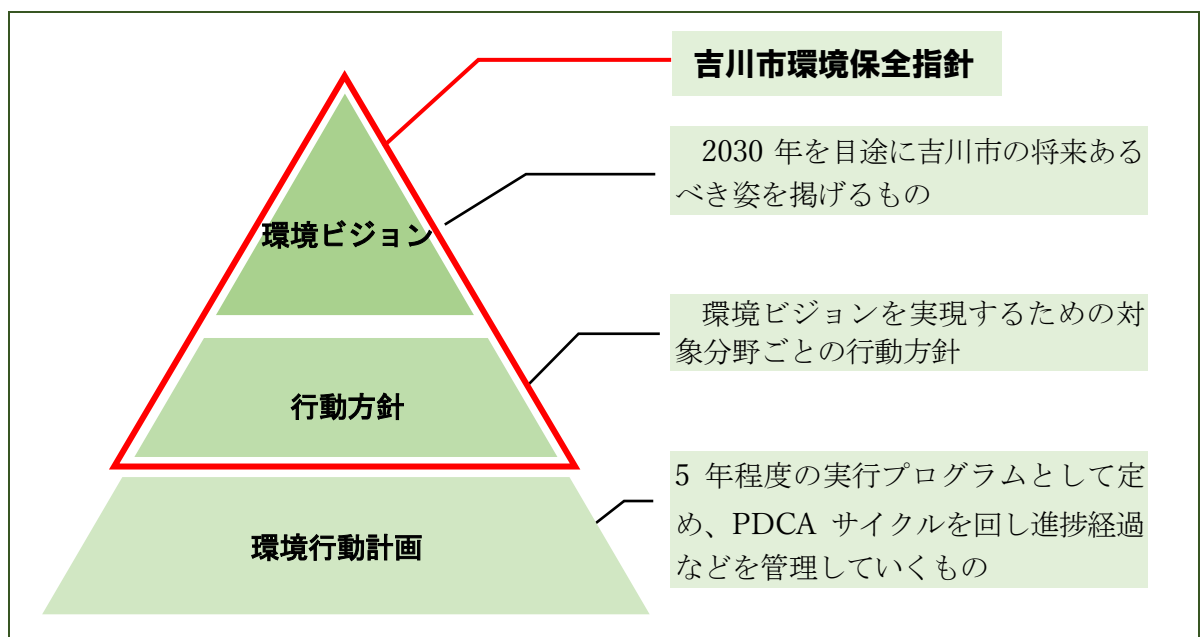 吉川市環境保全指針
2030 年を目途に吉川市の将来ある
べき姿を掲げるもの
環境ビジョン
環境ビジョンを実現するための対
象分野ごとの行動方針
行動方針
5 年程度の実行プログラムとして定
め、PDCA サイクルを回し進捗経過
などを管理していくもの
環境行動計画